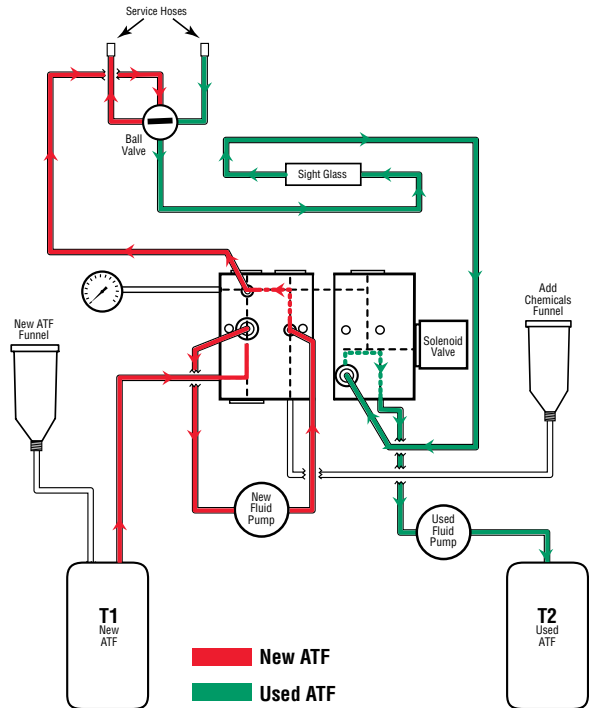 Service Hoses
Ball
Valve
Sight Glass
New ATF
Funnel
Add
Chemicals
Funnel
Solenoid
Valve
New
Fluid
Pump
Used
Fluid
Pump
T1
New
ATF
T2
Used
ATF
New ATF
Used ATF